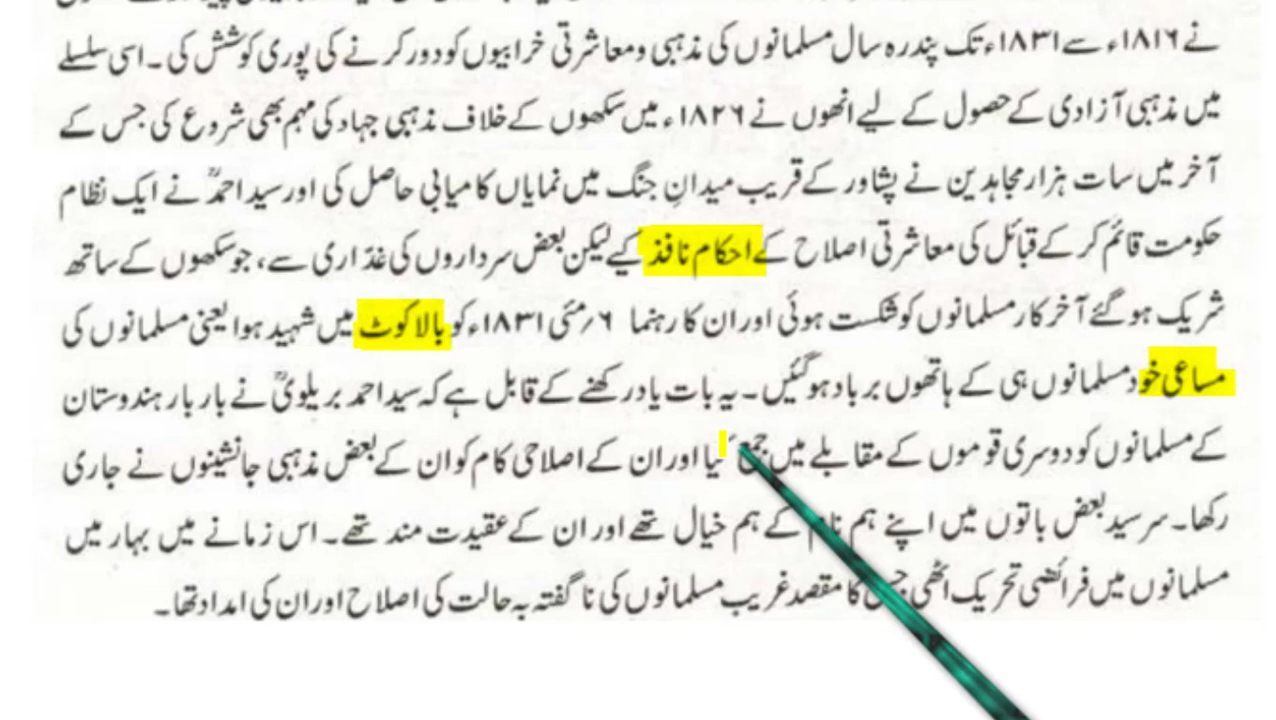 نے ۱۸۱۶ء سے ۱۸۳۱ء تک پندرہ سال مسلمانوں کی مذہبی و معاشرتی خرابیوں کو دور کرنے کی پوری کوشش کی۔ اسی سلسلے
میں مذہبی آزادی کے حصول کے لیے انھوں نے ۱۸۲۶ء میں سکھوں کے خلاف مذہبی جہاد کی مہم بھی شروع کی جس کے
آخر میں سات ہزار مجاہدین نے پشاور کے قریب میدانِ جنگ میں نمایاں کامیابی حاصل کی اور سید احمدؒ نے ایک نظام
حکومت قائم کر کے قبائل کی معاشرتی اصلاح کے احکام نافذ کیے لیکن بعض سرداروں کی غدّاری سے، جو سکھوں کے ساتھ
شریک ہو گئے آخر کار مسلمانوں کو شکست ہوئی اور ان کا رہنما ۶؍مئی ۱۸۳۱ء کو بالاکوٹ میں شہید ہوا یعنی مسلمانوں کی
مساعی خود مسلمانوں ہی کے ہاتھوں برباد ہو گئیں۔ یہ بات یاد رکھنے کے قابل ہے کہ سید احمد بریلویؒ نے بار بار ہندوستان
کے مسلمانوں کو دوسری قوموں کے مقابلے میں جمع کیا اور ان کے اصلاحی کام کو ان کے بعض مذہبی جانشینوں نے جاری
رکھا۔ سر سید بعض باتوں میں اپنے ہم نام کے ہم خیال تھے اور ان کے عقیدت مند تھے۔ اس زمانے میں بہار میں
مسلمانوں میں فرائضی تحریک اٹھی جس کا مقصد غریب مسلمانوں کی ناگفتہ بہ حالت کی اصلاح اور ان کی امداد تھا۔